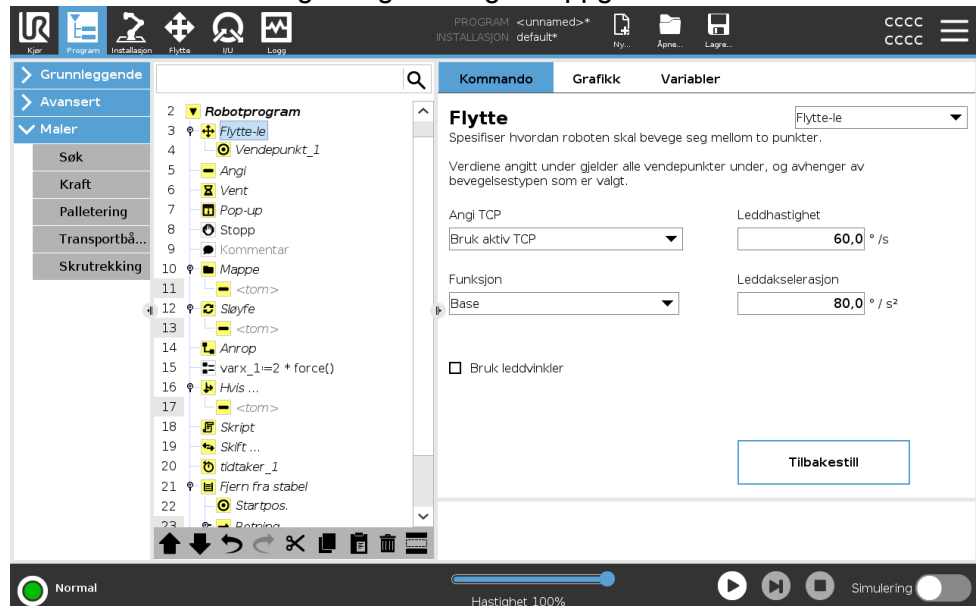 PROGRAM <unnamed>*
INSTALLASJON default*
Kjør
Program
Installasjon
Flytte
I/U
Logg
Ny...
Åpne...
Lagre...
cccc
cccc
Grunnleggende
Avansert
Maler
Søk
Kraft
Palletering
Transportbå...
Skrutrekking
2 Robotprogram
3 Flytte-le
4 Vendepunkt_1
5 Angi
6 Vent
7 Pop-up
8 Stopp
9 Kommentar
10 Mappe
11 <tom>
12 Sløyfe
13 <tom>
14 Anrop
15 varx_1:=2 * force()
16 Hvis ...
17 <tom>
18 Skript
19 Skift ...
20 tidtaker_1
21 Fjern fra stabel
22 Startpos.
23 Retning
Kommando
Grafikk
Variabler
Flytte
Flytte-le
Spesifiser hvordan roboten skal bevege seg mellom to punkter.
Verdiene angitt under gjelder alle vendepunkter under, og avhenger av
bevegelsestypen som er valgt.
Angi TCP
Leddhastighet
Bruk aktiv TCP
60,0 ° /s
Funksjon
Leddakselerasjon
Base
80,0 ° / s²
Bruk leddvinkler
Tilbakestill
Normal
Hastighet 100%
Simulering